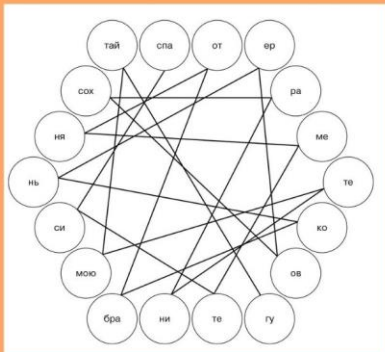 тай спа от ер
сох ра
ня ме
нь те
си ко
мою ов
бра ни те гу